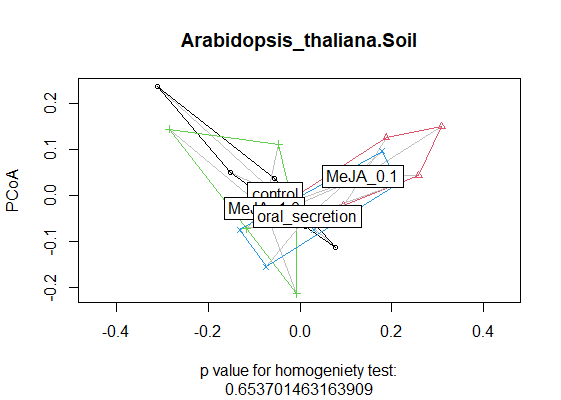 Arabidopsis_thaliana.Soil
PCoA
0.2
0.1
0.0
-0.1
-0.2
MeJA_0.1
control
oral_secretion
-0.4
-0.2
0.0
0.2
0.4
p value for homogeniety test:
0.653701463163909